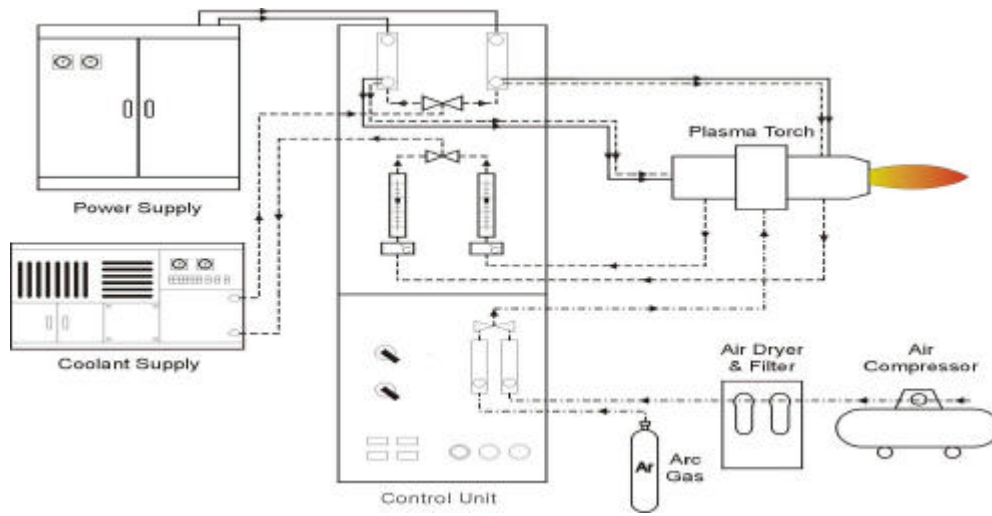 Plasma Torch
Power Supply
Coolant Supply
Air Dryer
& Filter
Air
Compressor
Ar
Arc
Gas
Control Unit